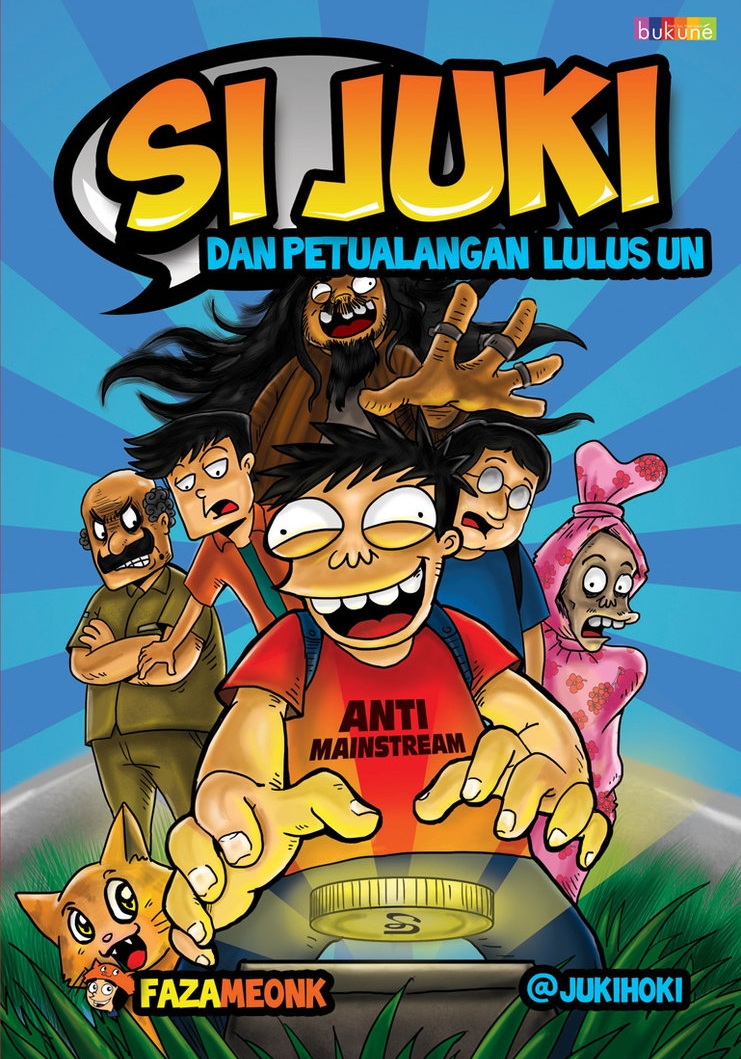 bukuné
SI JUKI
DAN PETUALANGAN LULUS UN
ANTI
MAINSTREAM
FAZAMEONK
@JUKIHOKI